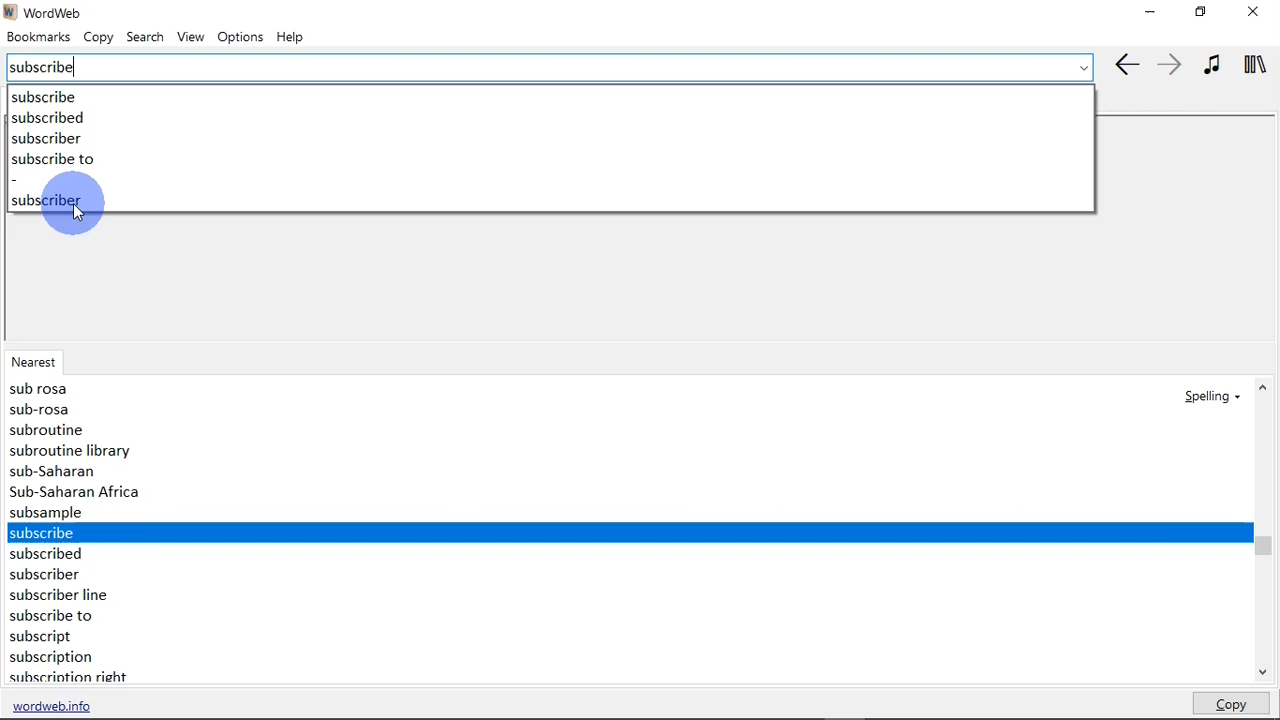 WordWeb
Bookmarks Copy Search View Options Help
subscribe
subscribe
subscribed
subscriber
subscribe to
-
subscriber
Nearest
Spelling
sub rosa
sub-rosa
subroutine
subroutine library
sub-Saharan
Sub-Saharan Africa
subsample
subscribe
subscribed
subscriber
subscriber line
subscribe to
subscript
subscription
subscription right
wordweb.info
Copy